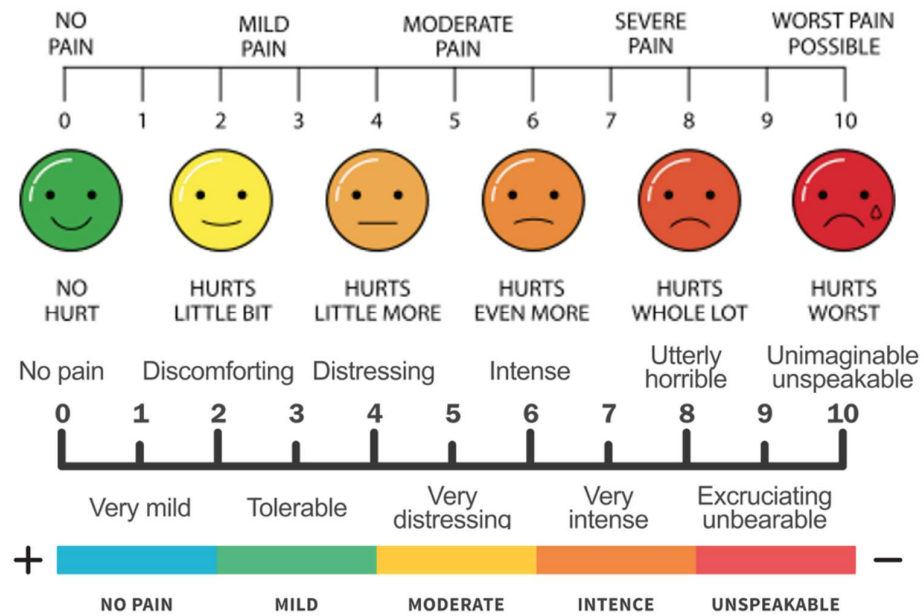 NO PAIN
MILD PAIN
MODERATE PAIN
SEVERE PAIN
WORST PAIN POSSIBLE
0 1 2 3 4 5 6 7 8 9 10
NO HURT
HURTS LITTLE BIT
HURTS LITTLE MORE
HURTS EVEN MORE
HURTS WHOLE LOT
HURTS WORST
No pain
Discomforting
Distressing
Intense
Utterly horrible
Unimaginable unspeakable
0 1 2 3 4 5 6 7 8 9 10
Very mild
Tolerable
Very distressing
Very intense
Excruciating unbearable
+ −
NO PAIN MILD MODERATE INTENCE UNSPEAKABLE